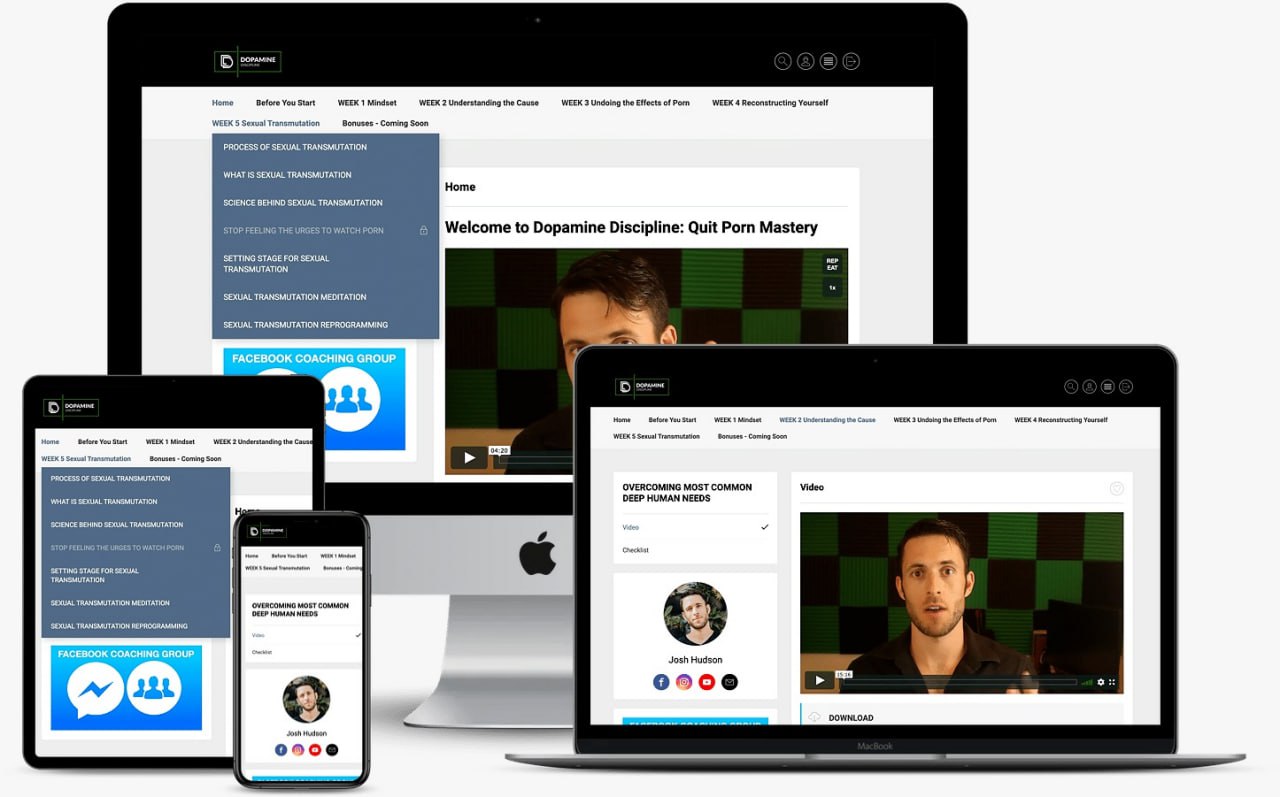 DOPAMINE
DISCIPLINE
Home Before You Start WEEK 1 Mindset WEEK 2 Understanding the Cause WEEK 3 Undoing the Effects of Porn WEEK 4 Reconstructing Yourself
WEEK 5 Sexual Transmutation Bonuses - Coming Soon
PROCESS OF SEXUAL TRANSMUTATION
WHAT IS SEXUAL TRANSMUTATION
SCIENCE BEHIND SEXUAL TRANSMUTATION
STOP FEELING THE URGES TO WATCH PORN
SETTING STAGE FOR SEXUAL
TRANSMUTATION
SEXUAL TRANSMUTATION MEDITATION
SEXUAL TRANSMUTATION REPROGRAMMING
FACEBOOK COACHING GROUP
Home
Welcome to Dopamine Discipline: Quit Porn Mastery
REP
EAT
1x
04:20
DOPAMINE
DISCIPLINE
Home Before You Start WEEK 1 Mindset WEEK 2 Understanding the Cause
WEEK 5 Sexual Transmutation Bonuses - Coming Soon
PROCESS OF SEXUAL TRANSMUTATION
WHAT IS SEXUAL TRANSMUTATION
SCIENCE BEHIND SEXUAL TRANSMUTATION
STOP FEELING THE URGES TO WATCH PORN
SETTING STAGE FOR SEXUAL
TRANSMUTATION
SEXUAL TRANSMUTATION MEDITATION
SEXUAL TRANSMUTATION REPROGRAMMING
FACEBOOK COACHING GROUP
DOPAMINE
DISCIPLINE
Home Before You Start WEEK 1 Mindset
WEEK 5 Sexual Transmutation Bonuses - Coming
OVERCOMING MOST COMMON
DEEP HUMAN NEEDS
Video
Checklist
Josh Hudson
DOPAMINE
DISCIPLINE
Home Before You Start WEEK 1 Mindset WEEK 2 Understanding the Cause WEEK 3 Undoing the Effects of Porn WEEK 4 Reconstructing Yourself
WEEK 5 Sexual Transmutation Bonuses - Coming Soon
OVERCOMING MOST COMMON
DEEP HUMAN NEEDS
Video
Checklist
Josh Hudson
FACEBOOK COACHING GROUP
Video
15:16
DOWNLOAD
MacBook